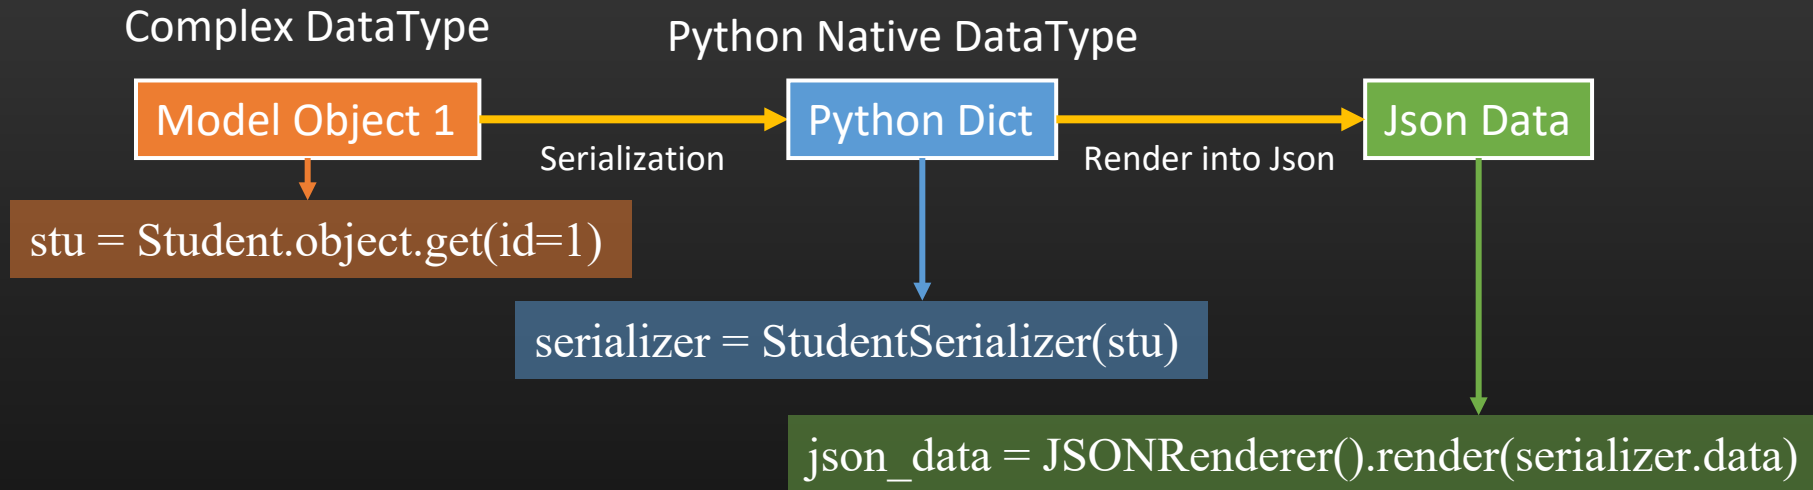 Complex DataType
Python Native DataType
Model Object 1
Python Dict
Json Data
Serialization
Render into Json
stu = Student.object.get(id=1)
serializer = StudentSerializer(stu)
json_data = JSONRenderer().render(serializer.data)